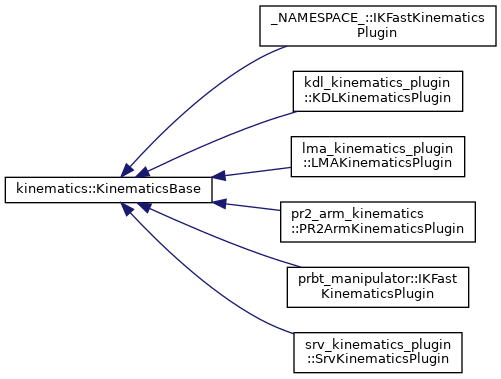 _NAMESPACE_::IKFastKinematics
Plugin
kdl_kinematics_plugin
::KDLKinematicsPlugin
lma_kinematics_plugin
::LMAKinematicsPlugin
kinematics::KinematicsBase
pr2_arm_kinematics
::PR2ArmKinematicsPlugin
prbt_manipulator::IKFast
KinematicsPlugin
srv_kinematics_plugin
::SrvKinematicsPlugin